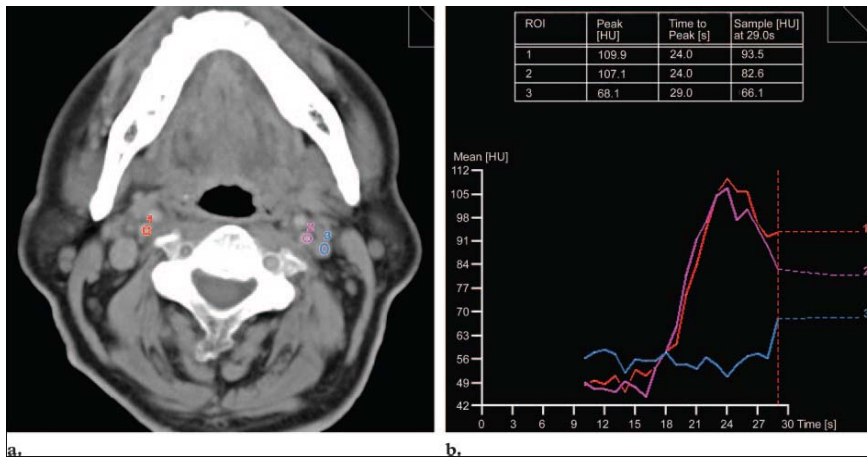 1
2
3
a.
ROI Peak [HU] Time to Peak [s] Sample [HU] at 29.0s
1 109.9 24.0 93.5
2 107.1 24.0 82.6
3 68.1 29.0 66.1
Mean [HU]
112
105
98
91
84
77
70
63
56
49
42
1
2
3
0 3 6 9 12 15 18 21 24 27 30 Time [s]
b.